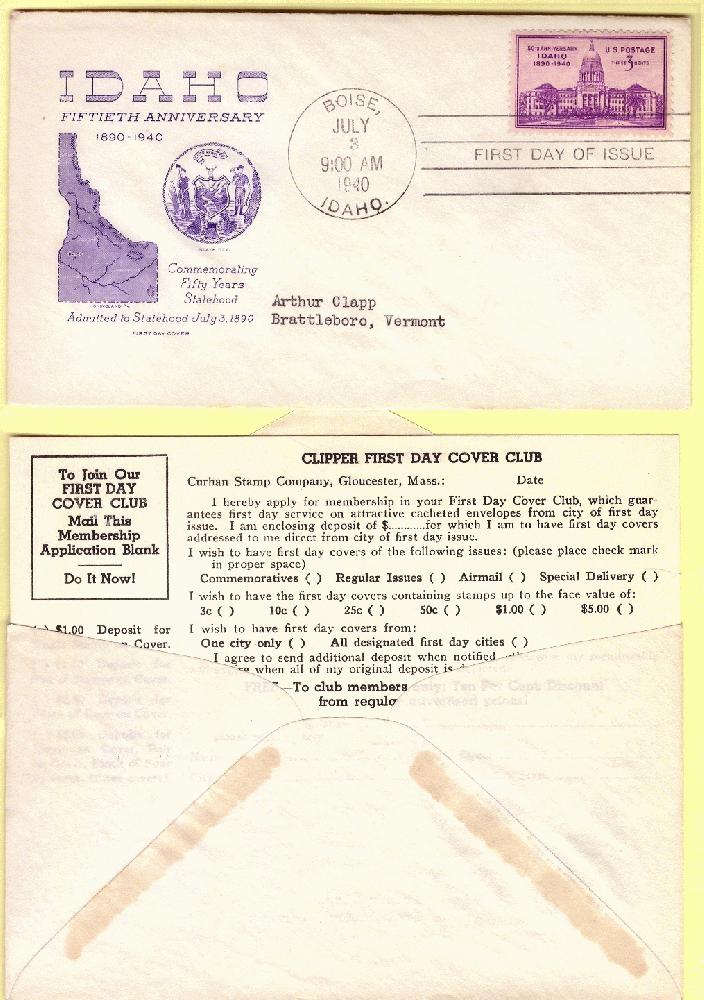 IDAHO
FIFTIETH ANNIVERSARY
1890-1940
Commemorating
Fifty Years
Statehood
Admitted to Statehood July 3, 1890
FIRST DAY COVER
BOISE,
JULY
3
9:00 AM
1940
IDAHO.
50TH ANNIVERSARY
IDAHO
1890-1940
U.S. POSTAGE
THREE 3 CENTS
FIRST DAY OF ISSUE
Arthur Clapp
Brattleboro, Vermont
To Join Our
FIRST DAY
COVER CLUB
Mail This
Membership
Application Blank
Do It Now!
CLIPPER FIRST DAY COVER CLUB
Curhan Stamp Company, Gloucester, Mass.: Date
I hereby apply for membership in your First Day Cover Club, which guar-
antees first day service on attractive cacheted envelopes from city of first day
issue. I am enclosing deposit of $............for which I am to have first day covers
addressed to me direct from city of first day issue.
I wish to have first day covers of the following issues: (please place check mark
in proper space)
Commemoratives ( ) Regular Issues ( ) Airmail ( ) Special Delivery ( )
I wish to have the first day covers containing stamps up to the face value of:
3c ( ) 10c ( ) 25c ( ) 50c ( ) $1.00 ( ) $5.00 ( )
( ) $1.00 Deposit for
Cover.
I wish to have first day covers from:
One city only ( ) All designated first day cities ( )
I agree to send additional deposit when notified
when all of my original deposit is
—To club members
from regular